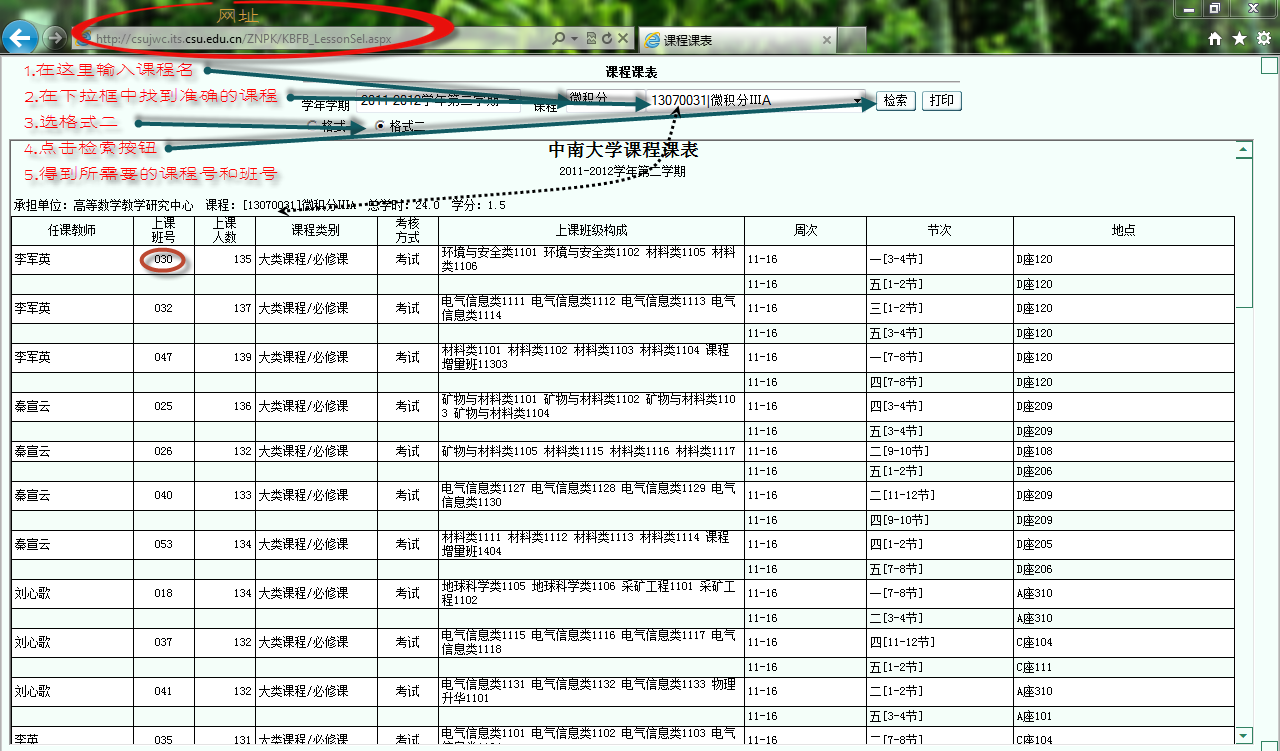 网址
http://csujwc.its.csu.edu.cn/ZNPK/KBFB_LessonSel.aspx
课程课表
课程课表
1.在这里输入课程名
2.在下拉框中找到准确的课程
3.选格式二
4.点击检索按钮
5.得到所需要的课程号和班号
学年学期 2011-2012学年第二学期 课程 微积分 13070031|微积分IIIA 检索 打印
格式一 格式二
中南大学课程课表
2011-2012学年第二学期
承担单位：高等数学教学研究中心 课程：[13070031]微积分IIIA 总学时：24.0 学分：1.5
任课教师 上课班号 上课人数 课程类别 考核方式 上课班级构成 周次 节次 地点
李军英 030 135 大类课程/必修课 考试 环境与安全类1101 环境与安全类1102 材料类1105 材料类1106 11-16 一[3-4节] D座120
11-16 五[1-2节] D座120
李军英 032 137 大类课程/必修课 考试 电气信息类1111 电气信息类1112 电气信息类1113 电气信息类1114 11-16 三[1-2节] D座120
11-16 五[3-4节] D座120
李军英 047 139 大类课程/必修课 考试 材料类1101 材料类1102 材料类1103 材料类1104 课程增量班11303 11-16 一[7-8节] D座120
11-16 四[7-8节] D座120
秦宣云 025 136 大类课程/必修课 考试 矿物与材料类1101 矿物与材料类1102 矿物与材料类1103 矿物与材料类1104 11-16 四[3-4节] D座209
11-16 五[3-4节] D座209
秦宣云 026 132 大类课程/必修课 考试 矿物与材料类1105 材料类1115 材料类1116 材料类1117 11-16 二[9-10节] D座108
11-16 五[1-2节] D座206
秦宣云 040 133 大类课程/必修课 考试 电气信息类1127 电气信息类1128 电气信息类1129 电气信息类1130 11-16 二[11-12节] D座209
11-16 四[9-10节] D座209
秦宣云 053 134 大类课程/必修课 考试 材料类1111 材料类1112 材料类1113 材料类1114 课程增量班1404 11-16 四[1-2节] D座205
11-16 五[7-8节] D座206
刘心歌 018 134 大类课程/必修课 考试 地球科学类1105 地球科学类1106 采矿工程1101 采矿工程1102 11-16 一[7-8节] A座310
11-16 二[3-4节] A座310
刘心歌 037 132 大类课程/必修课 考试 电气信息类1115 电气信息类1116 电气信息类1117 电气信息类1118 11-16 四[11-12节] C座104
11-16 五[1-2节] C座111
刘心歌 041 132 大类课程/必修课 考试 电气信息类1131 电气信息类1132 电气信息类1133 物理升华1101 11-16 二[1-2节] A座310
11-16 五[3-4节] A座101
李英 035 131 大类课程/必修课 考试 电气信息类1101 电气信息类1102 电气信息类1103 电气 11-16 二[7-8节] C座104